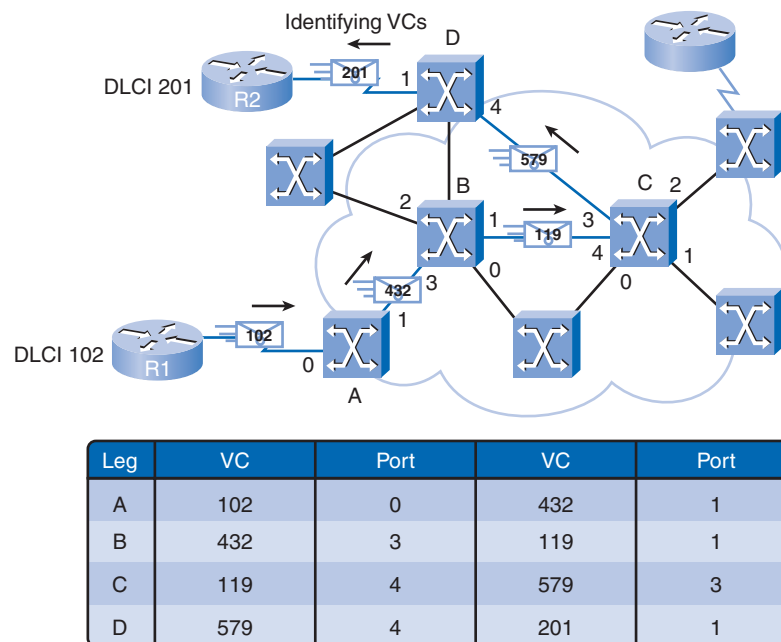 Identifying VCs
D
DLCI 201
R2
201
1
4
579
B
C
2
2
1
119
3
4
0
0
1
432
3
1
DLCI 102
R1
102
0
A
Leg VC Port VC Port
A 102 0 432 1
B 432 3 119 1
C 119 4 579 3
D 579 4 201 1